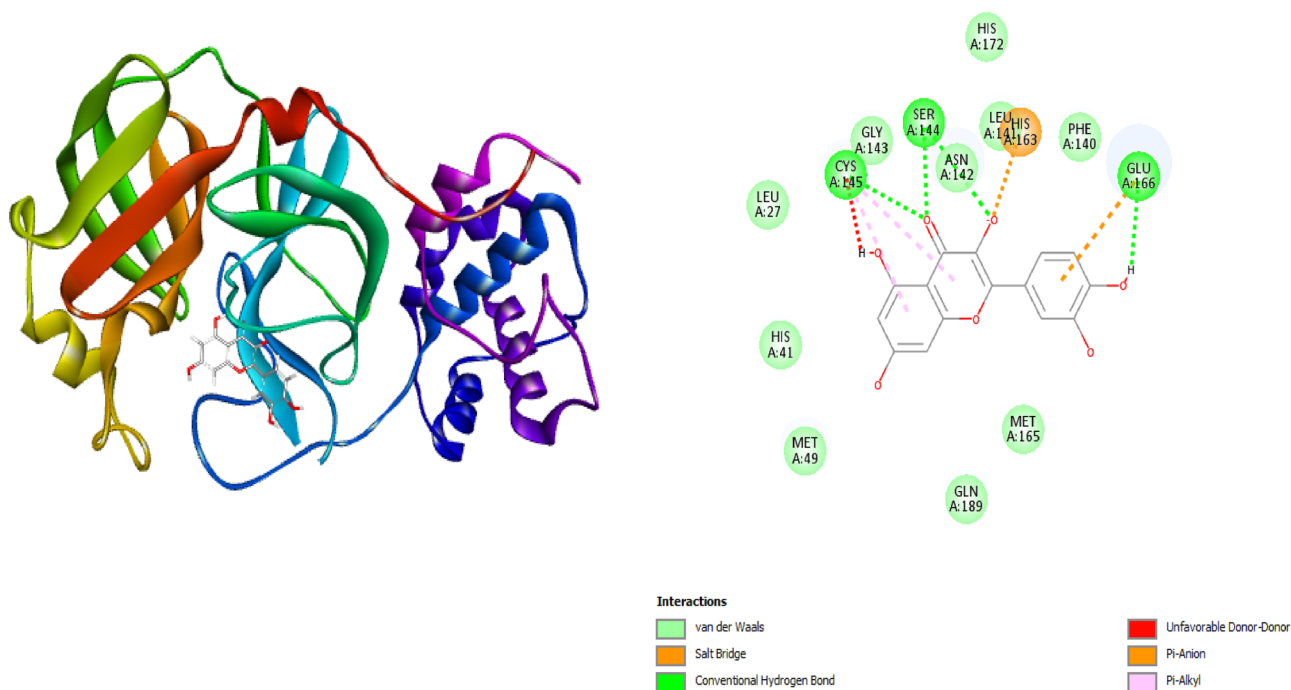 HIS
A:172
SER
A:144
LEU
A:141
HIS
A:163
GLY
A:143
PHE
A:140
ASN
A:142
CYS
A:145
GLU
A:166
LEU
A:27
H
O
O
O
H
O
O
O
O
HIS
A:41
MET
A:165
MET
A:49
GLN
A:189
Interactions
van der Waals
Salt Bridge
Conventional Hydrogen Bond
Unfavorable Donor-Donor
Pi-Anion
Pi-Alkyl